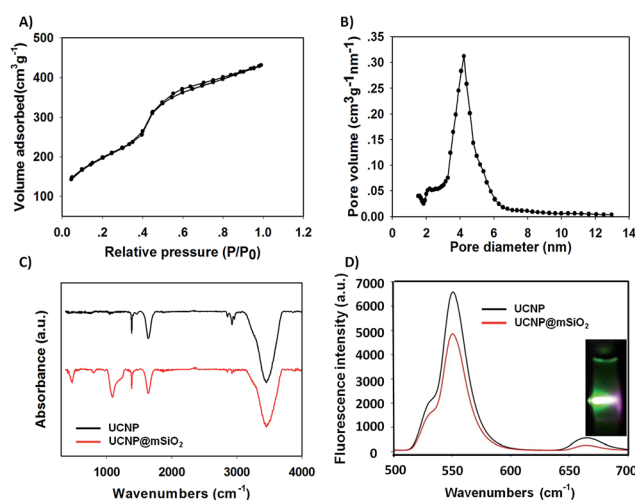 A)
Volume adsorbed(cm³g⁻¹)
500
400
300
200
100
0.0 0.2 0.4 0.6 0.8 1.0 1.2
Relative pressure (P/P₀)
B)
Pore volume (cm³g⁻¹nm⁻¹)
.35
.30
.25
.20
.15
.10
.05
0.00
0 2 4 6 8 10 12 14
Pore diameter (nm)
C)
Absorbance (a.u.)
UCNP
UCNP@mSiO₂
1000 2000 3000 4000
Wavenumbers (cm⁻¹)
D)
Fluorescence intensity (a.u.)
7000
6000
5000
4000
3000
2000
1000
0
UCNP
UCNP@mSiO₂
500 550 600 650 700
Wavenumbers (cm⁻¹)